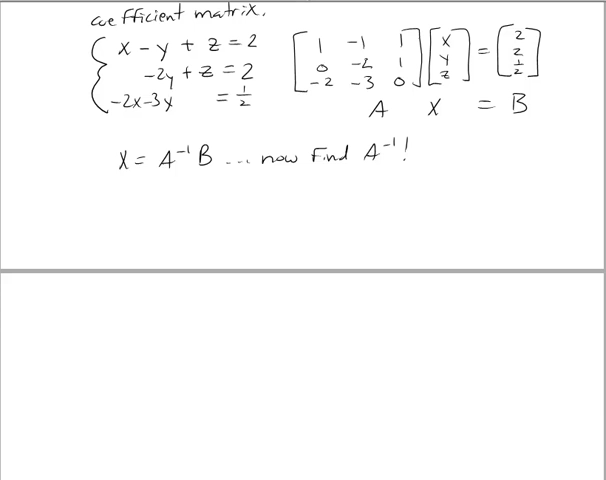 coefficient matrix.
x - y + z = 2
-2y + z = 2
-2x-3y = 1/2
[1 -1 1; 0 -2 1; -2 -3 0] [x; y; z] = [2; 2; 1/2]
A X = B
X = A⁻¹ B ... now find A⁻¹!